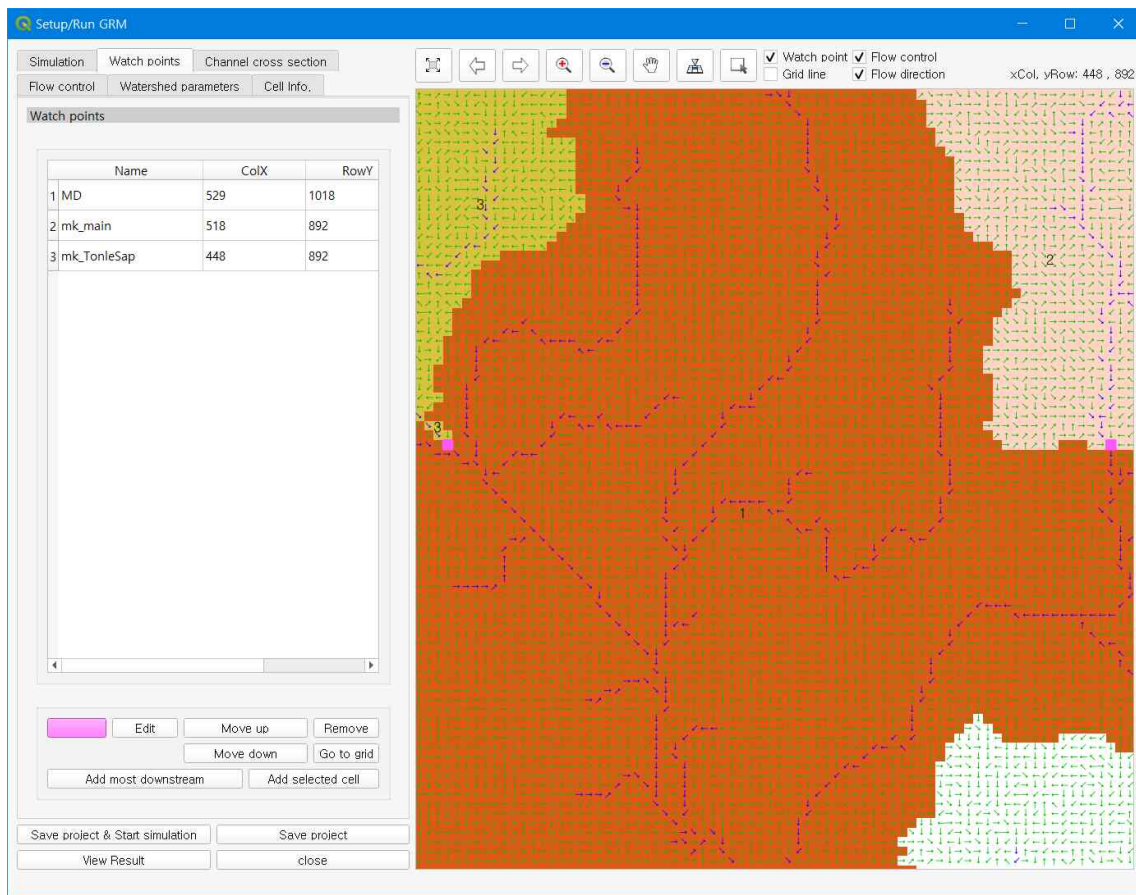 Setup/Run GRM
Simulation Watch points Channel cross section
Flow control Watershed parameters Cell Info.
Watch points
Name ColX RowY
1 MD 529 1018
2 mk_main 518 892
3 mk_TonleSap 448 892
Edit Move up Remove
Move down Go to grid
Add most downstream Add selected cell
Save project & Start simulation Save project
View Result close
Watch point Flow control
Grid line Flow direction xCol, yRow: 448 , 892
3
2
3
1